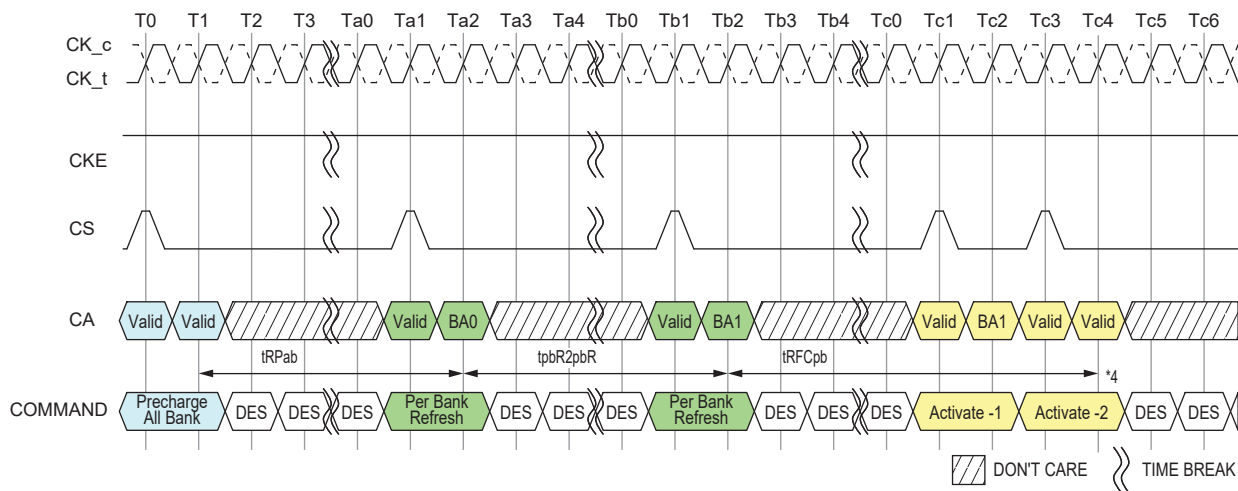 T0 T1 T2 T3 Ta0 Ta1 Ta2 Ta3 Ta4 Tb0 Tb1 Tb2 Tb3 Tb4 Tc0 Tc1 Tc2 Tc3 Tc4 Tc5 Tc6
CK_c
CK_t
CKE
CS
CA Valid Valid Valid BA0 Valid BA1 Valid BA1 Valid Valid
tRPab tpbR2pbR tRFCpb *4
COMMAND Precharge All Bank DES DES DES Per Bank Refresh DES DES DES Per Bank Refresh DES DES DES Activate -1 Activate -2 DES DES
DON'T CARE TIME BREAK